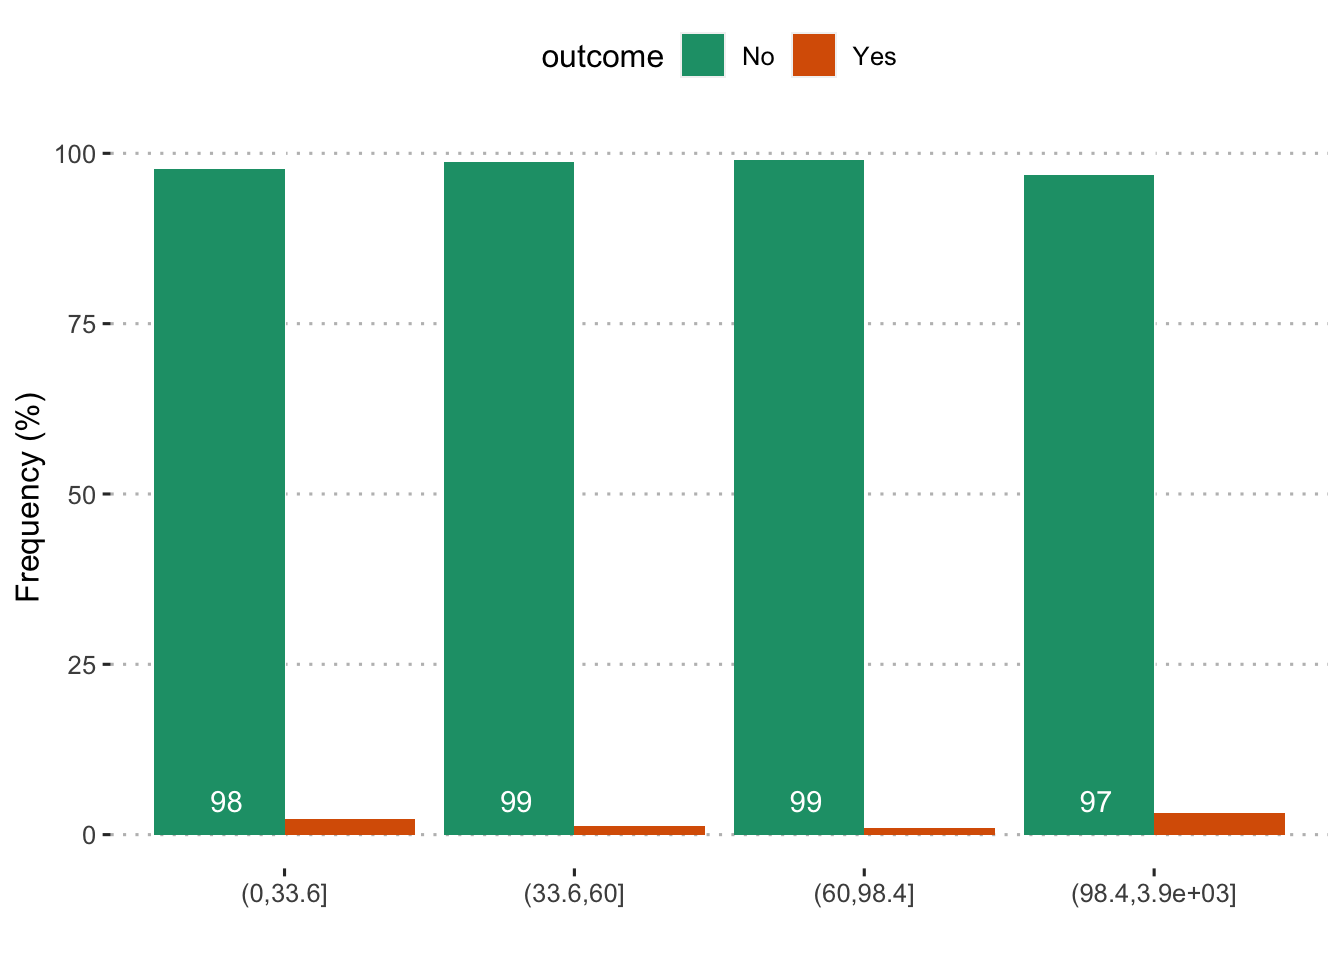 outcome No Yes
100
75
50
25
0
Frequency (%)
98 99 99 97
(0,33.6] (33.6,60] (60,98.4] (98.4,3.9e+03]